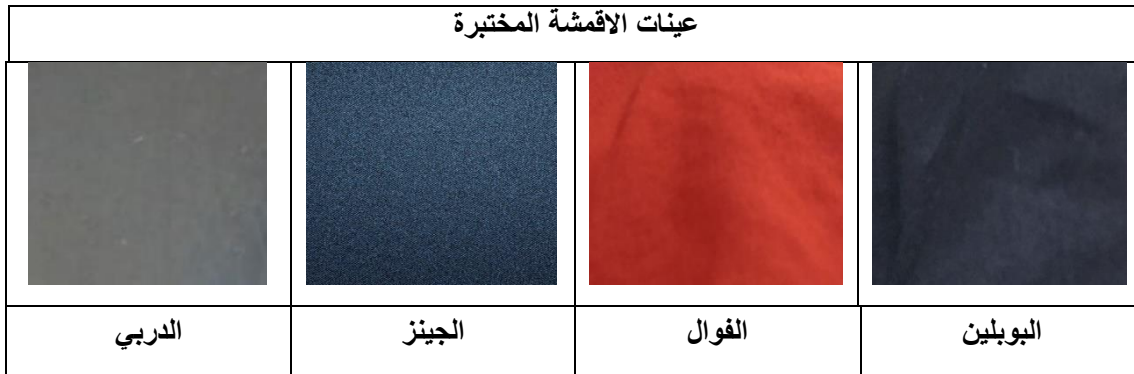 عينات الاقمشة المختبرة
البوبلين
الفوال
الجينز
الدربي